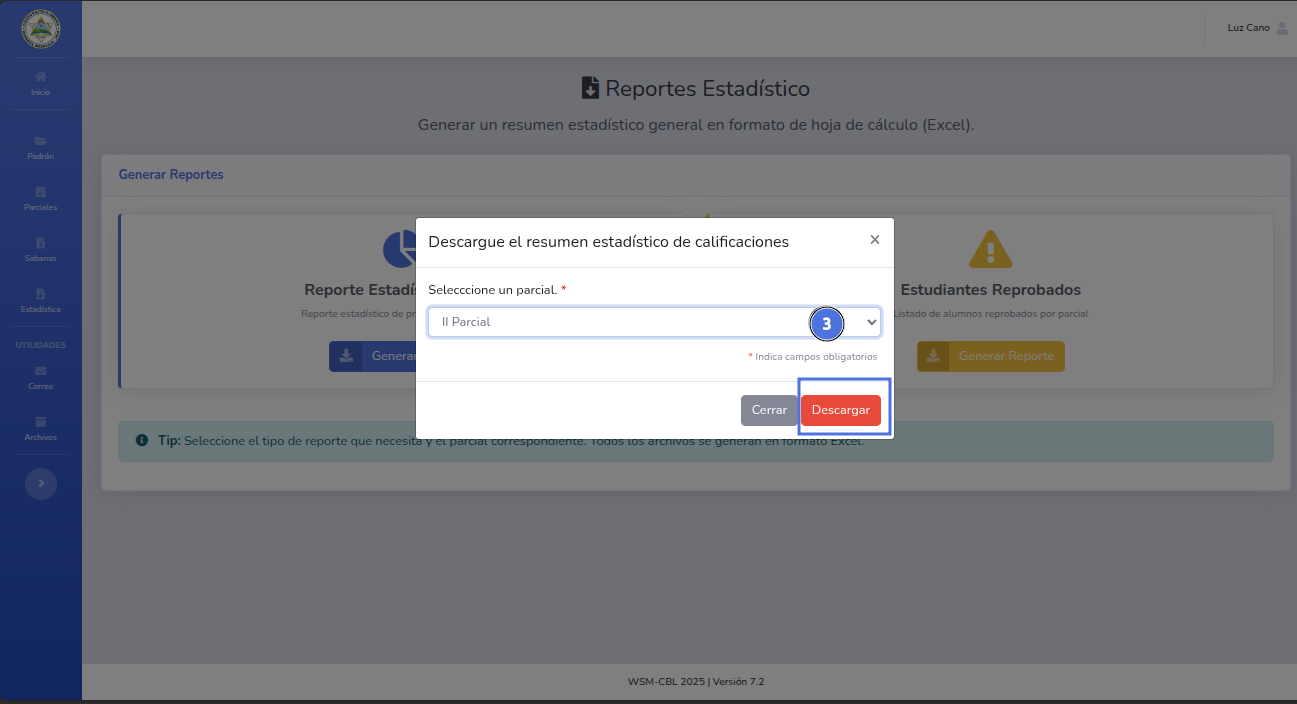 Luz Cano
Inicio
Padrón
Parciales
Sabanas
Estadística
UTILIDADES
Correo
Archivos
Reportes Estadístico
Generar un resumen estadístico general en formato de hoja de cálculo (Excel).
Generar Reportes
Reporte Estadís
Reporte estadístico de pr
Generar
Descargue el resumen estadístico de calificaciones
×
Selecccione un parcial. *
II Parcial
3
* Indica campos obligatorios
Cerrar
Descargar
Estudiantes Reprobados
Listado de alumnos reprobados por parcial
Generar Reporte
Tip: Seleccione el tipo de reporte que necesita y el parcial correspondiente. Todos los archivos se generan en formato Excel.
WSM-CBL 2025 | Versión 7.2